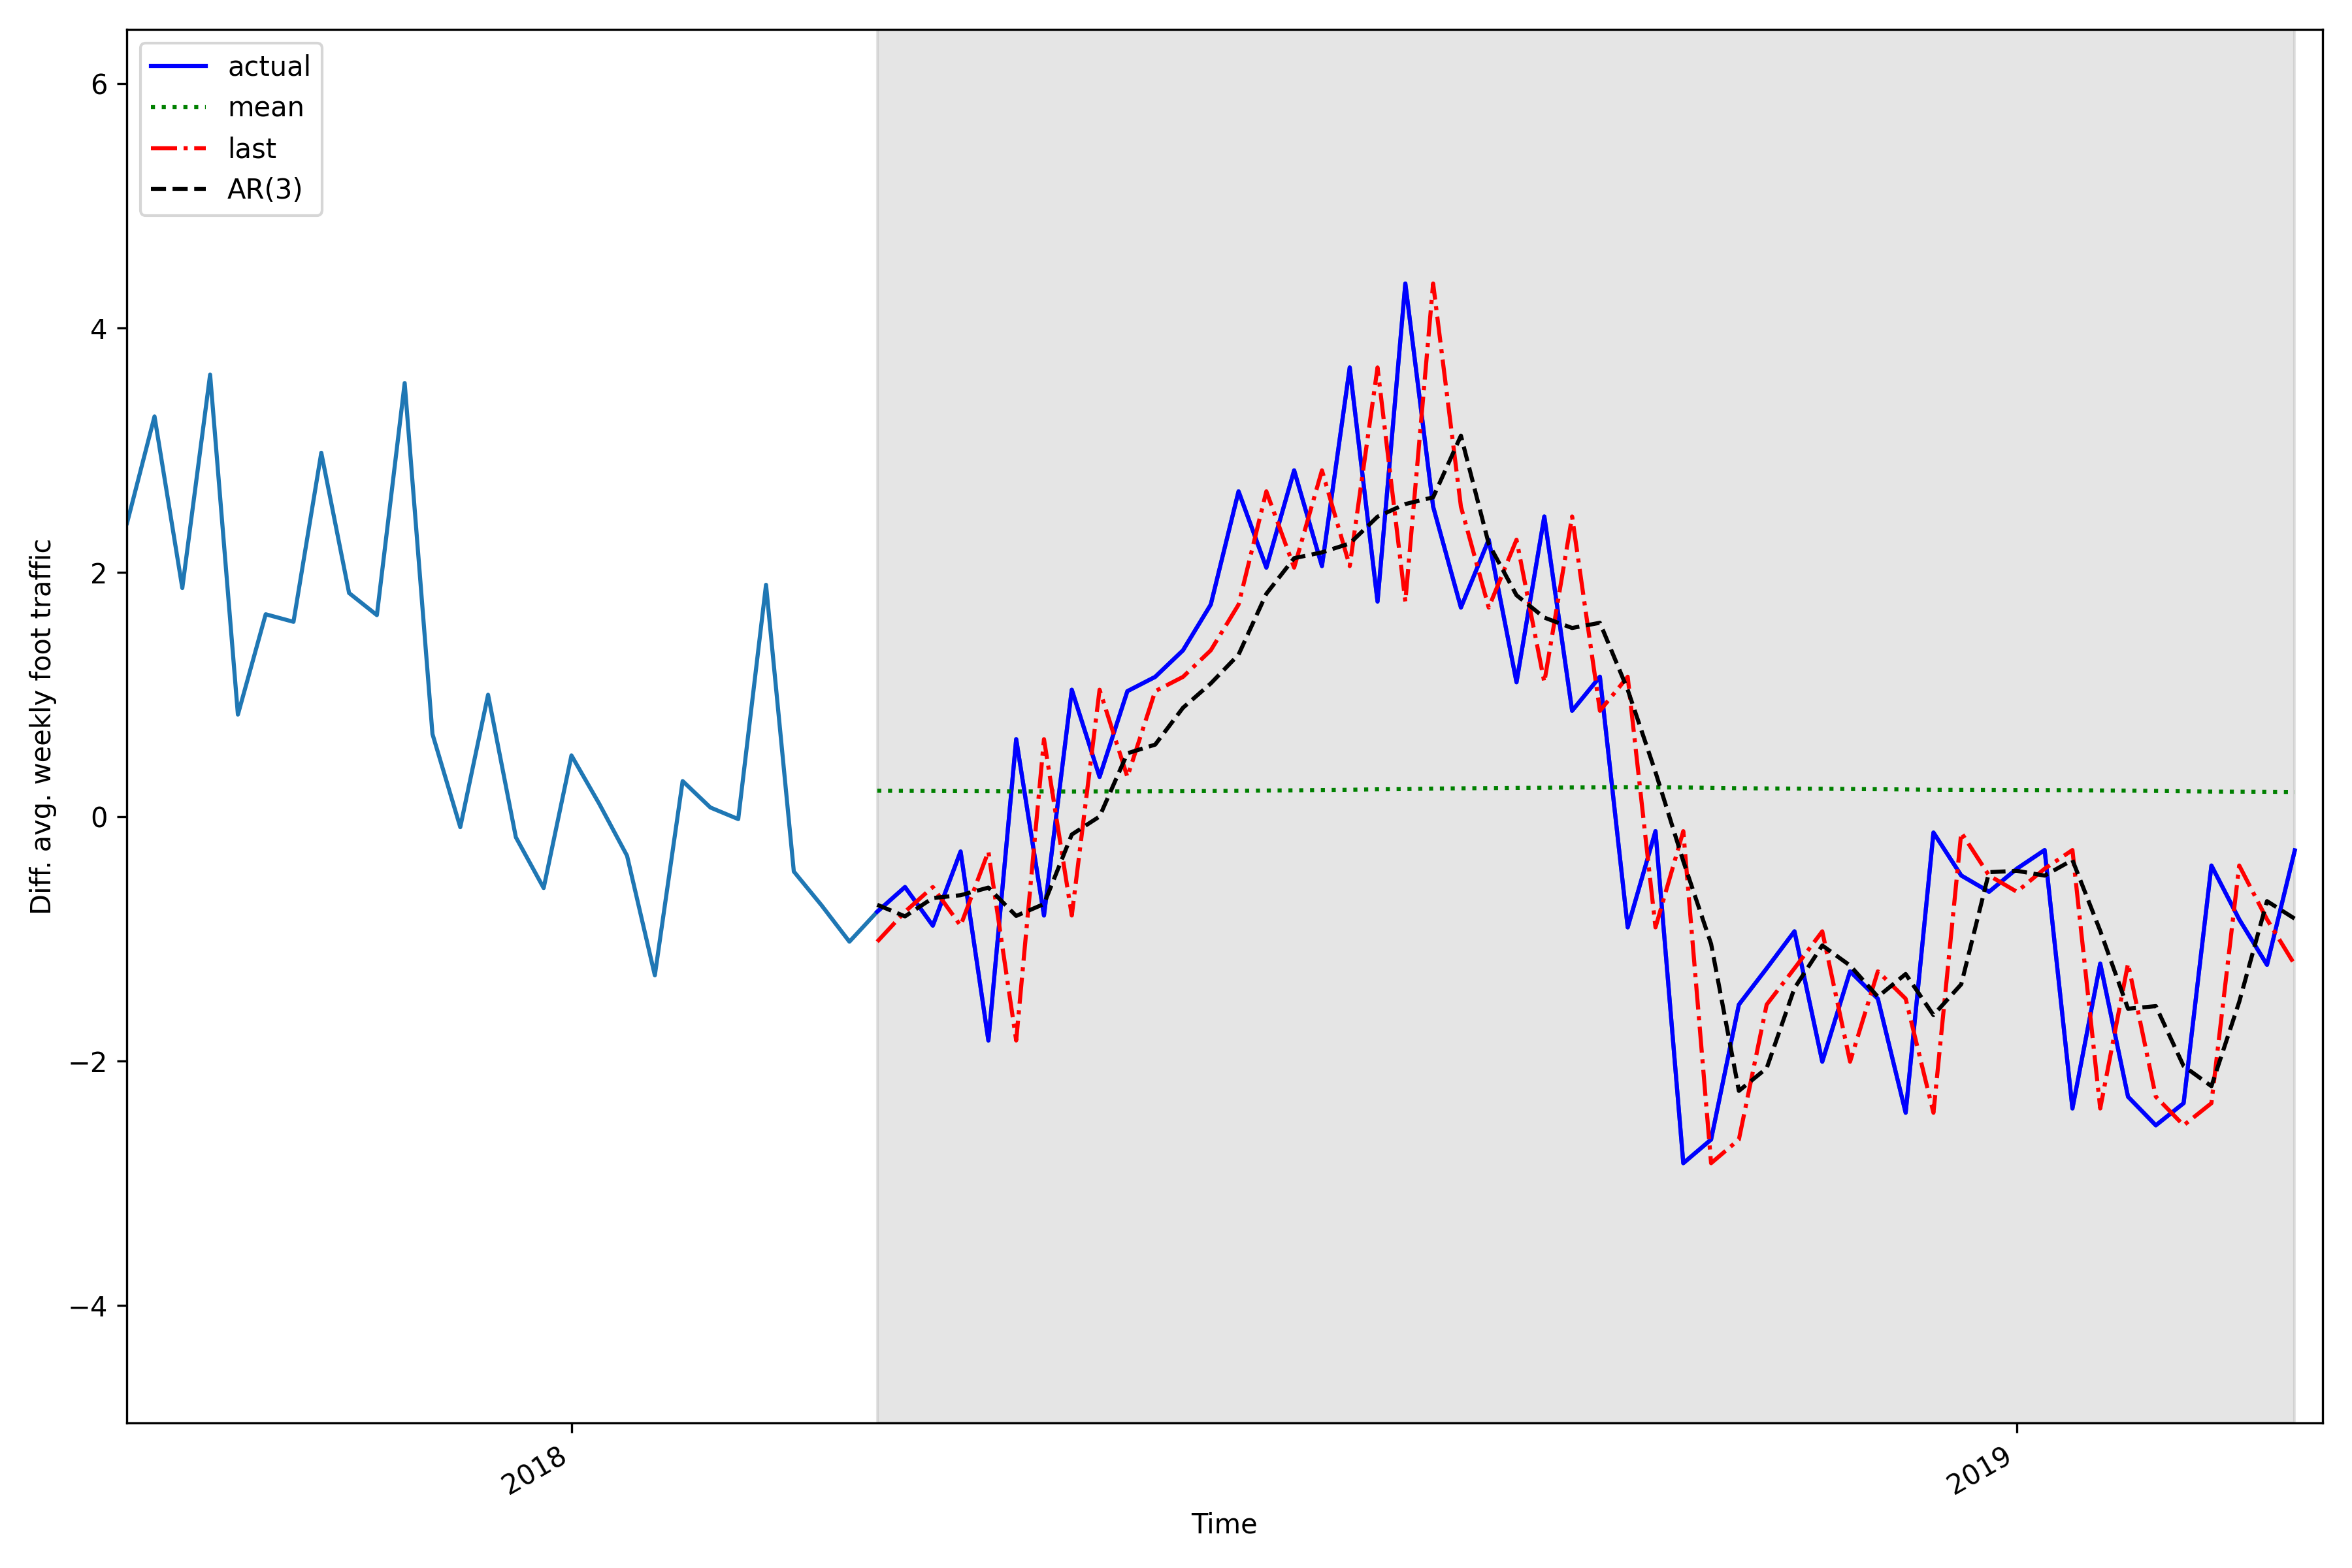 actual
mean
last
AR(3)
6
4
2
0
−2
−4
Diff. avg. weekly foot traffic
2018
2019
Time